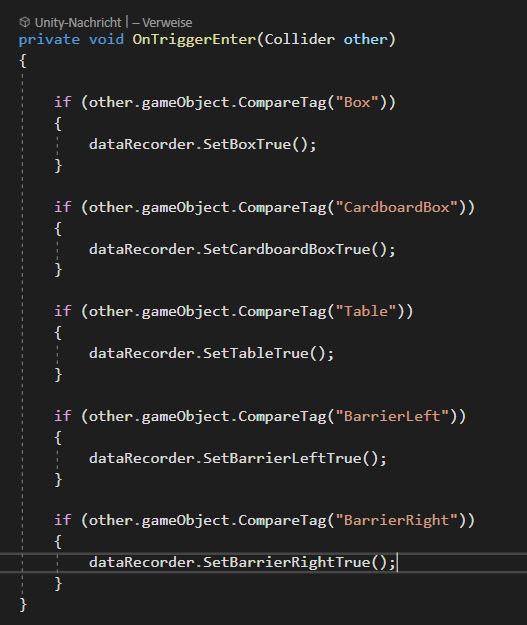 Unity-Nachricht | – Verweise
private void OnTriggerEnter(Collider other)
{
if (other.gameObject.CompareTag("Box"))
{
dataRecorder.SetBoxTrue();
}
if (other.gameObject.CompareTag("CardboardBox"))
{
dataRecorder.SetCardboardBoxTrue();
}
if (other.gameObject.CompareTag("Table"))
{
dataRecorder.SetTableTrue();
}
if (other.gameObject.CompareTag("BarrierLeft"))
{
dataRecorder.SetBarrierLeftTrue();
}
if (other.gameObject.CompareTag("BarrierRight"))
{
dataRecorder.SetBarrierRightTrue();
}
}